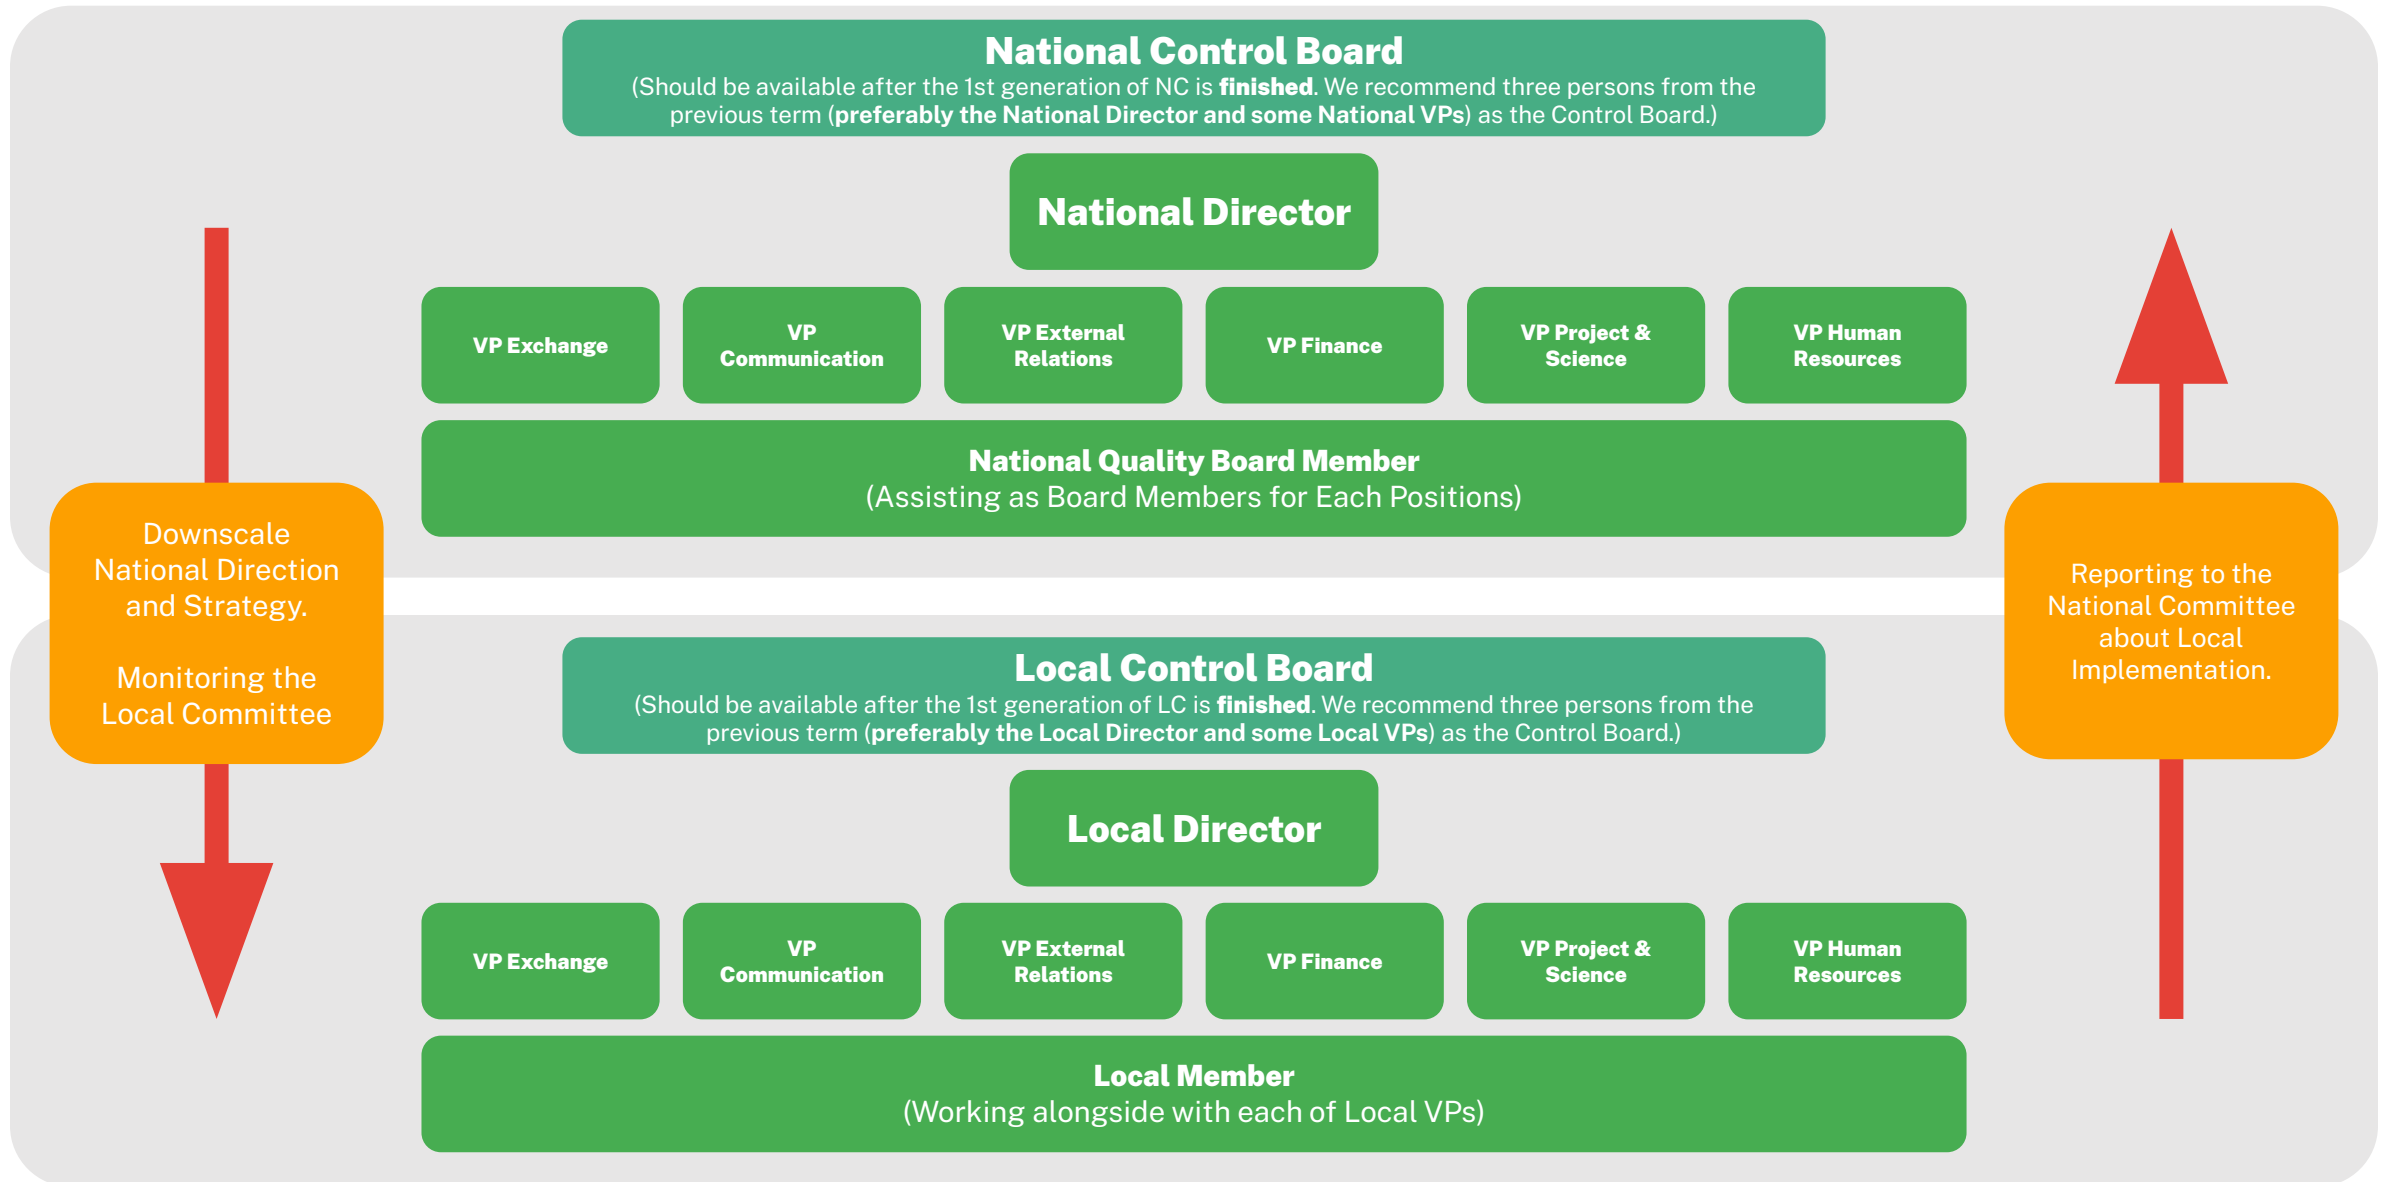 National Control Board
(Should be available after the 1st generation of NC is finished. We recommend three persons from the
previous term (preferably the National Director and some National VPs) as the Control Board.)
National Director
VP Exchange
VP
Communication
VP External
Relations
VP Finance
VP Project &
Science
VP Human
Resources
National Quality Board Member
(Assisting as Board Members for Each Positions)
Downscale
National Direction
and Strategy.
Monitoring the
Local Committee
Reporting to the
National Committee
about Local
Implementation.
Local Control Board
(Should be available after the 1st generation of LC is finished. We recommend three persons from the
previous term (preferably the Local Director and some Local VPs) as the Control Board.)
Local Director
VP Exchange
VP
Communication
VP External
Relations
VP Finance
VP Project &
Science
VP Human
Resources
Local Member
(Working alongside with each of Local VPs)